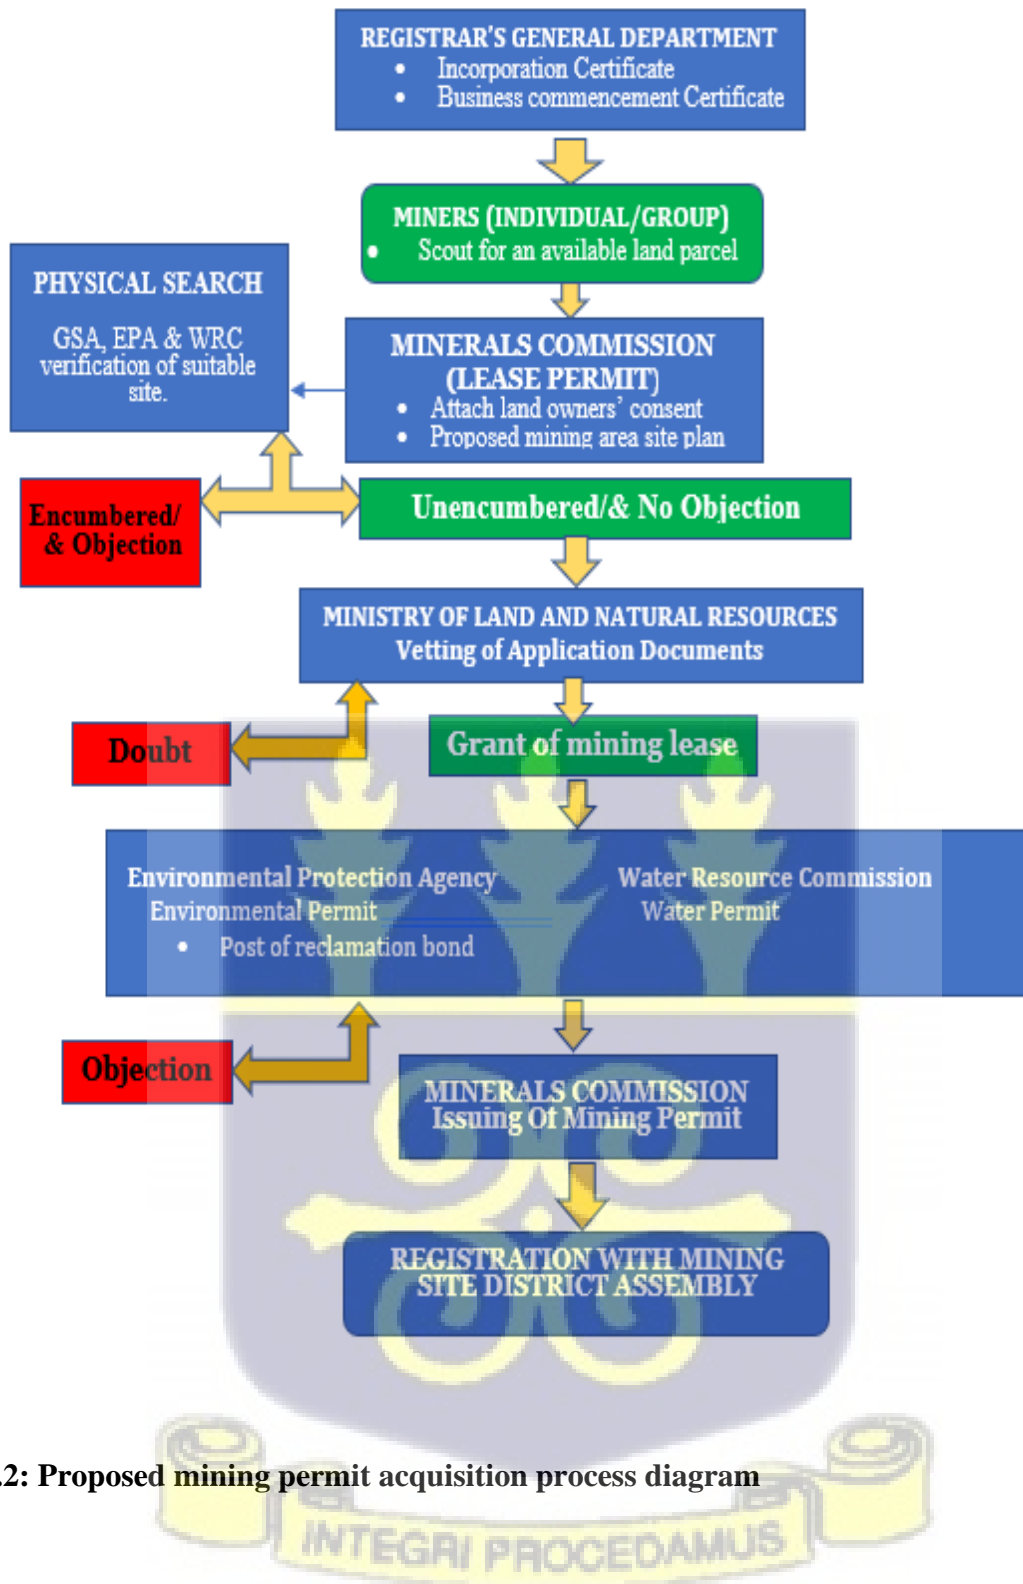 REGISTRAR'S GENERAL DEPARTMENT
• Incorporation Certificate
• Business commencement Certificate
MINERS (INDIVIDUAL/GROUP)
• Scout for an available land parcel
PHYSICAL SEARCH
GSA, EPA & WRC
verification of suitable
site.
MINERALS COMMISSION
(LEASE PERMIT)
• Attach land owners' consent
• Proposed mining area site plan
Encumbered/
& Objection
Unencumbered/& No Objection
MINISTRY OF LAND AND NATURAL RESOURCES
Vetting of Application Documents
Doubt
Grant of mining lease
Environmental Protection Agency
Environmental Permit
• Post of reclamation bond
Water Resource Commission
Water Permit
Objection
MINERALS COMMISSION
Issuing Of Mining Permit
REGISTRATION WITH MINING
SITE DISTRICT ASSEMBLY
.2: Proposed mining permit acquisition process diagram
INTEGRI PROCEDAMUS